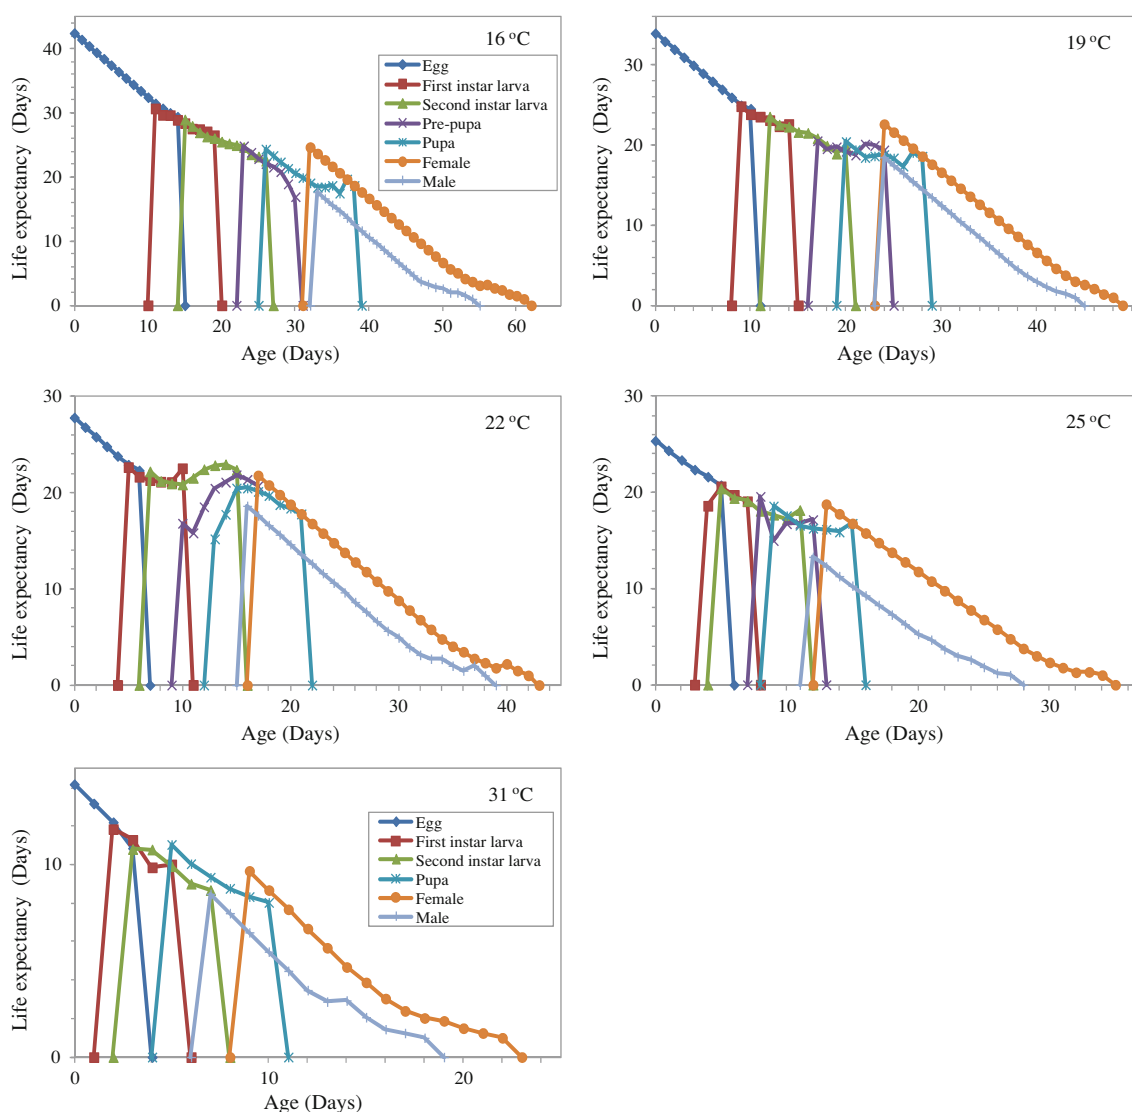 16 °C
Life expectancy (Days)
40
30
20
10
0
Egg
First instar larva
Second instar larva
Pre-pupa
Pupa
Female
Male
0 10 20 30 40 50 60
Age (Days)
19 °C
Life expectancy (Days)
30
20
10
0
0 10 20 30 40
Age (Days)
22 °C
Life expectancy (Days)
30
20
10
0
0 10 20 30 40
Age (Days)
25 °C
Life expectancy (Days)
30
20
10
0
0 10 20 30
Age (Days)
31 °C
Life expectancy (Days)
10
0
Egg
First instar larva
Second instar larva
Pupa
Female
Male
0 10 20
Age (Days)